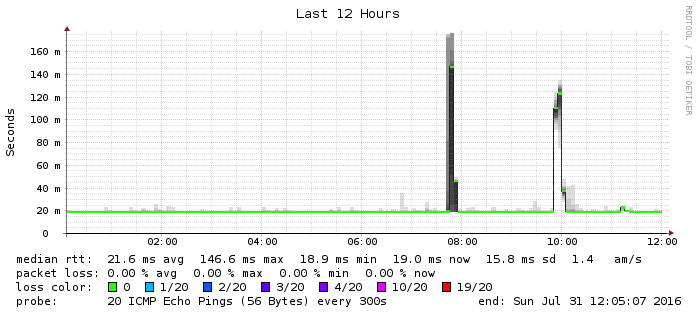 Last 12 Hours
RRDTOOL / TOBI OETIKER
Seconds
160 m
140 m
120 m
100 m
80 m
60 m
40 m
20 m
0
02:00 04:00 06:00 08:00 10:00 12:00
median rtt: 21.6 ms avg 146.6 ms max 18.9 ms min 19.0 ms now 15.8 ms sd 1.4 am/s
packet loss: 0.00 % avg 0.00 % max 0.00 % min 0.00 % now
loss color: 0 1/20 2/20 3/20 4/20 10/20 19/20
probe: 20 ICMP Echo Pings (56 Bytes) every 300s end: Sun Jul 31 12:05:07 2016